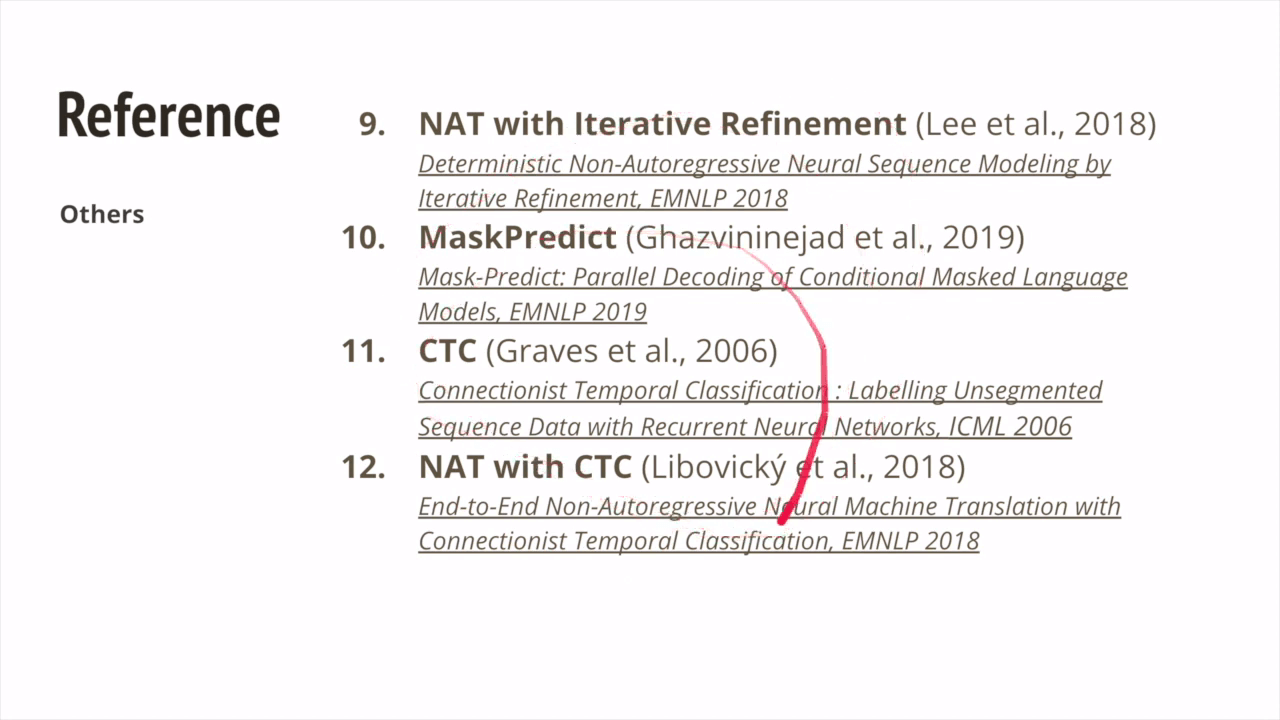 Reference
Others
9. NAT with Iterative Refinement (Lee et al., 2018)
Deterministic Non-Autoregressive Neural Sequence Modeling by
Iterative Refinement, EMNLP 2018
10. MaskPredict (Ghazvininejad et al., 2019)
Mask-Predict: Parallel Decoding of Conditional Masked Language
Models, EMNLP 2019
11. CTC (Graves et al., 2006)
Connectionist Temporal Classification : Labelling Unsegmented
Sequence Data with Recurrent Neural Networks, ICML 2006
12. NAT with CTC (Libovický et al., 2018)
End-to-End Non-Autoregressive Neural Machine Translation with
Connectionist Temporal Classification, EMNLP 2018